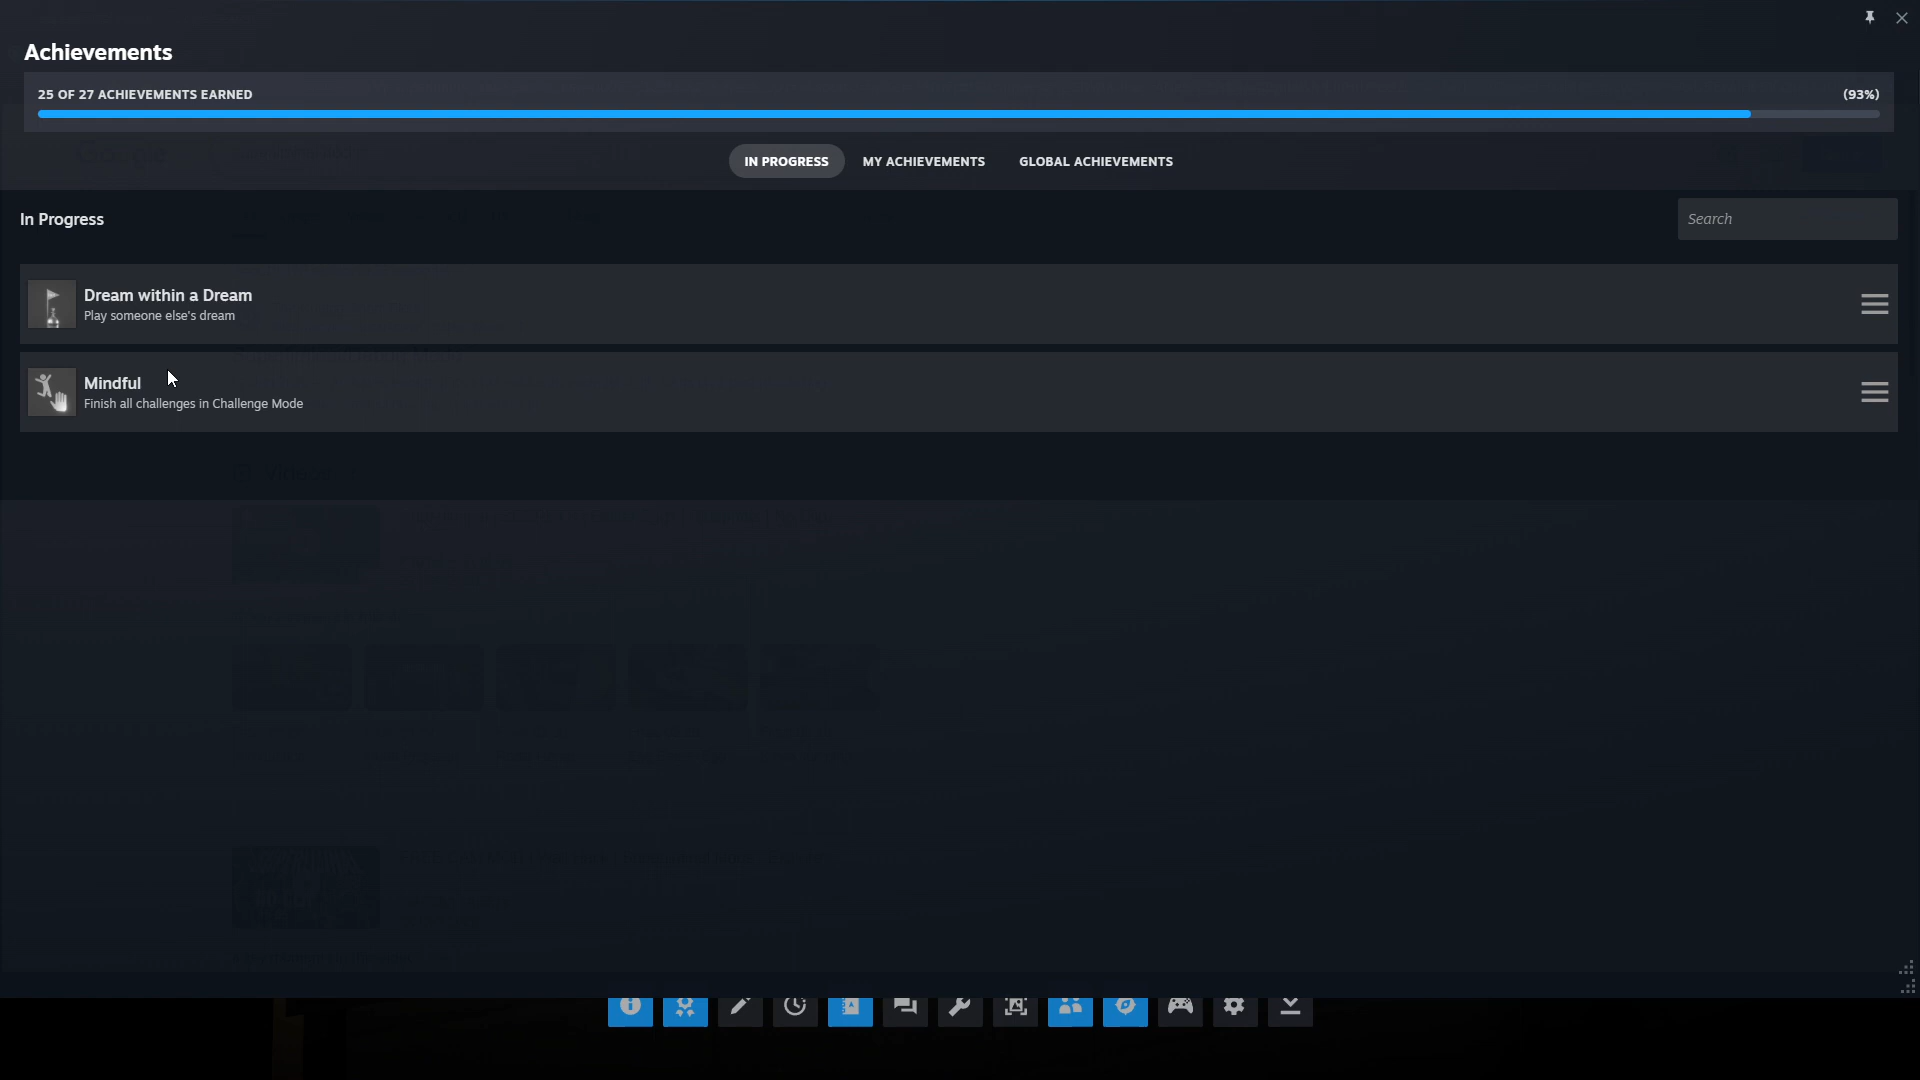 Achievements
25 OF 27 ACHIEVEMENTS EARNED
(93%)
IN PROGRESS
MY ACHIEVEMENTS
GLOBAL ACHIEVEMENTS
In Progress
Search
Dream within a Dream
Play someone else's dream
Mindful
Finish all challenges in Challenge Mode